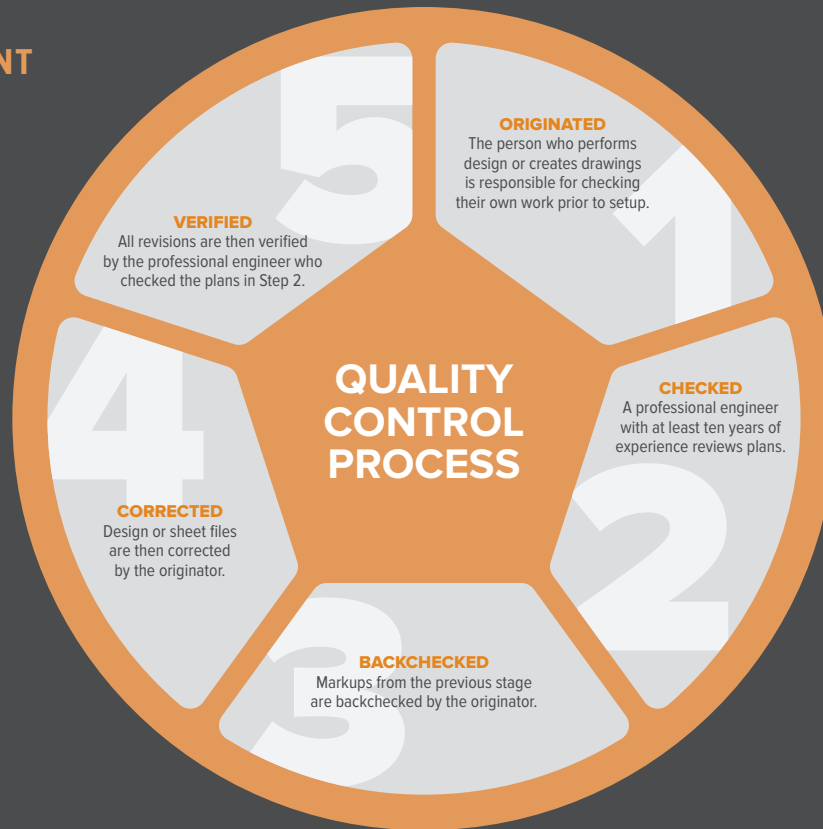 NT
QUALITY
CONTROL
PROCESS
1
ORIGINATED
The person who performs
design or creates drawings
is responsible for checking
their own work prior to setup.
2
CHECKED
A professional engineer
with at least ten years of
experience reviews plans.
3
BACKCHECKED
Markups from the previous stage
are backchecked by the originator.
4
CORRECTED
Design or sheet files
are then corrected
by the originator.
5
VERIFIED
All revisions are then verified
by the professional engineer who
checked the plans in Step 2.